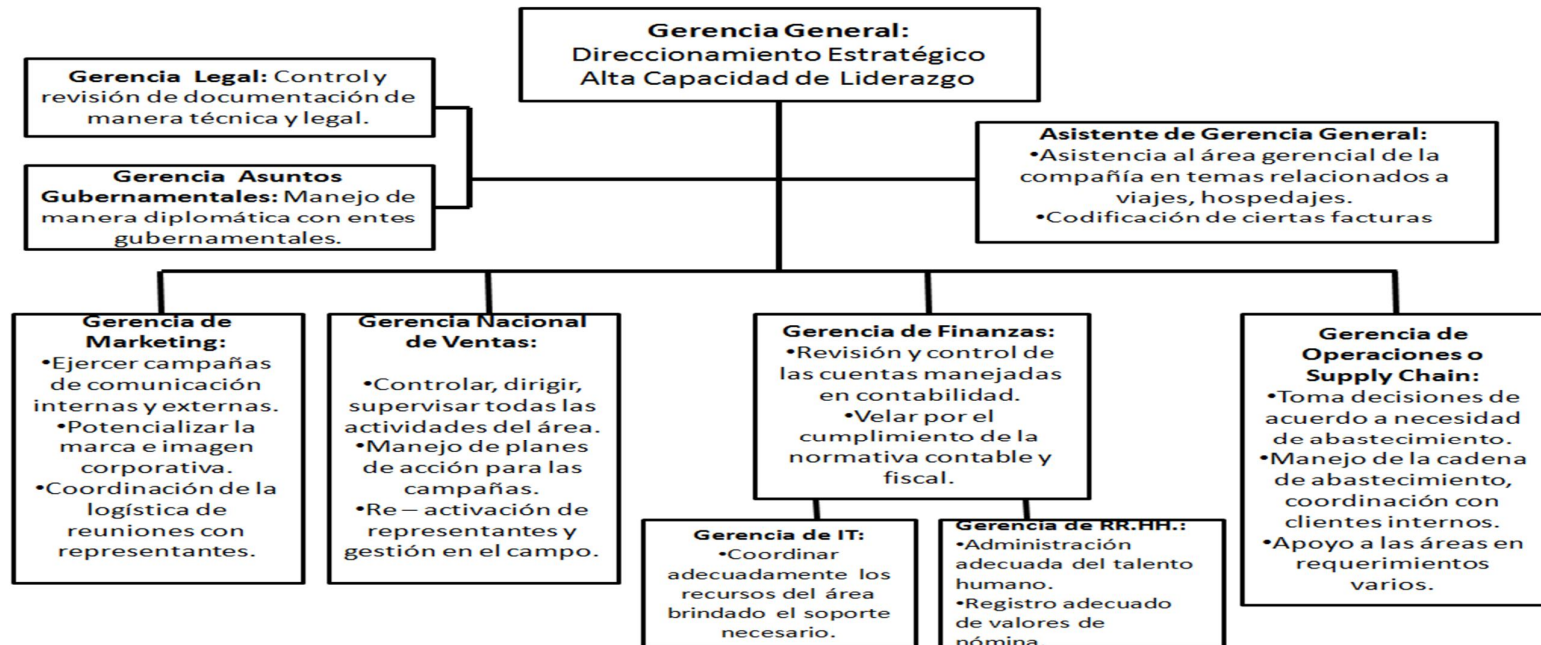 Gerencia General:
Direccionamiento Estratégico
Alta Capacidad de Liderazgo
Gerencia Legal: Control y
revisión de documentación de
manera técnica y legal.
Gerencia Asuntos
Gubernamentales: Manejo de
manera diplomática con entes
gubernamentales.
Asistente de Gerencia General:
•Asistencia al área gerencial de la
compañía en temas relacionados a
viajes, hospedajes.
•Codificación de ciertas facturas
Gerencia de
Marketing:
•Ejercer campañas
de comunicación
internas y externas.
•Potencializar la
marca e imagen
corporativa.
•Coordinación de la
logística de
reuniones con
representantes.
Gerencia Nacional
de Ventas:
•Controlar, dirigir,
supervisar todas las
actividades del área.
•Manejo de planes
de acción para las
campañas.
•Re – activación de
representantes y
gestión en el campo.
Gerencia de Finanzas:
•Revisión y control de
las cuentas manejadas
en contabilidad.
•Velar por el
cumplimiento de la
normativa contable y
fiscal.
Gerencia de IT:
•Coordinar
adecuadamente los
recursos del área
brindado el soporte
necesario.
Gerencia de RR.HH.:
•Administración
adecuada del talento
humano.
•Registro adecuado
de valores de
nómina.
Gerencia de
Operaciones o
Supply Chain:
•Toma decisiones de
acuerdo a necesidad
de abastecimiento.
•Manejo de la cadena
de abastecimiento,
coordinación con
clientes internos.
•Apoyo a las áreas en
requerimientos
varios.